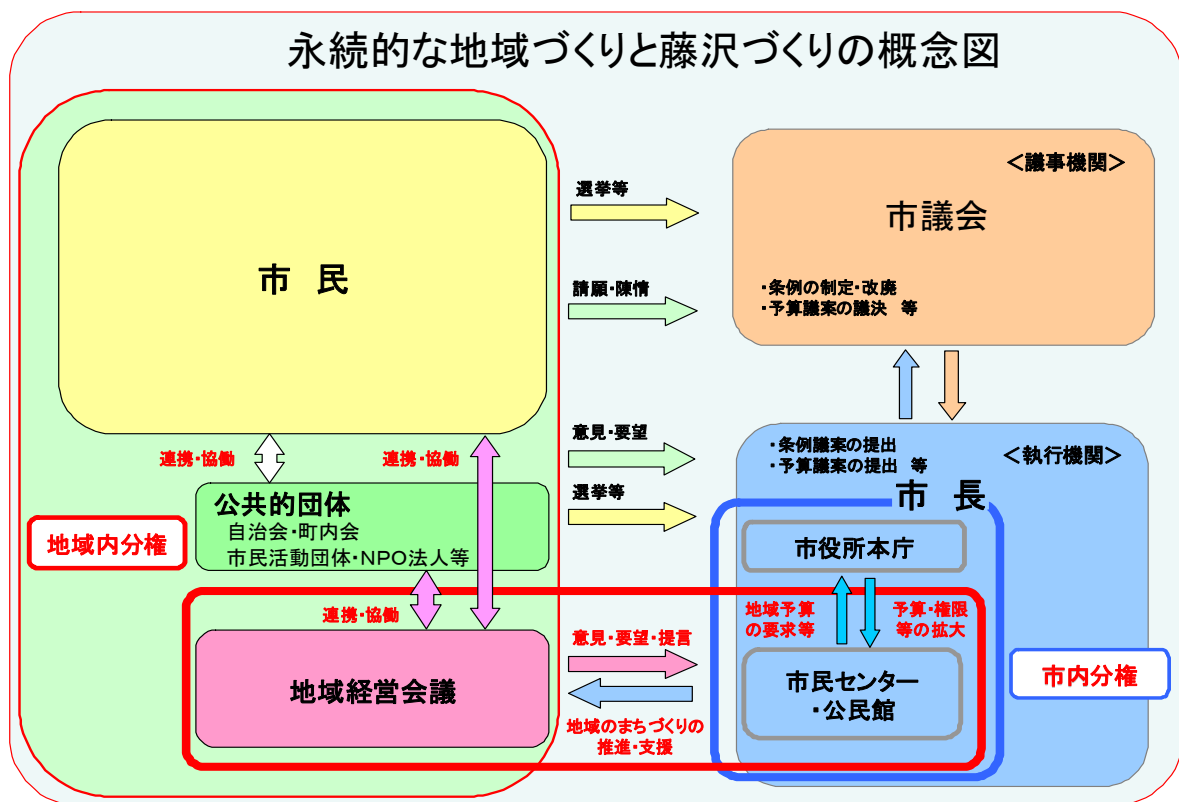 永続的な地域づくりと藤沢づくりの概念図
市　民
選挙等
請願・陳情
＜議事機関＞
市議会
・条例の制定・改廃
・予算議案の議決　等
連携・協働
連携・協働
意見・要望
選挙等
・条例議案の提出
・予算議案の提出　等
＜執行機関＞
市　長
公共的団体
自治会・町内会
市民活動団体・NPO法人等
地域内分権
市役所本庁
連携・協働
地域予算
の要求等
予算・権限
等の拡大
地域経営会議
意見・要望・提言
地域のまちづくりの
推進・支援
市民センター
・公民館
市内分権